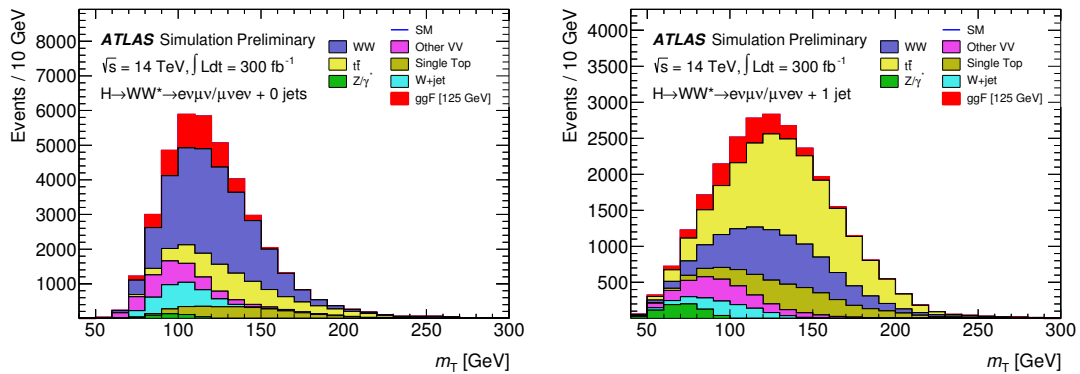 Events / 10 GeV
8000
7000
6000
5000
4000
3000
2000
1000
ATLAS Simulation Preliminary
√s = 14 TeV, ∫ Ldt = 300 fb⁻¹
H→WW*→eνμν/μνeν + 0 jets
WW
tt̄
Z/γ*
SM
Other VV
Single Top
W+jet
ggF [125 GeV]
50 100 150 200 250 300
m_T [GeV]
Events / 10 GeV
4000
3500
3000
2500
2000
1500
1000
500
ATLAS Simulation Preliminary
√s = 14 TeV, ∫ Ldt = 300 fb⁻¹
H→WW*→eνμν/μνeν + 1 jet
WW
tt̄
Z/γ*
SM
Other VV
Single Top
W+jet
ggF [125 GeV]
50 100 150 200 250 300
m_T [GeV]